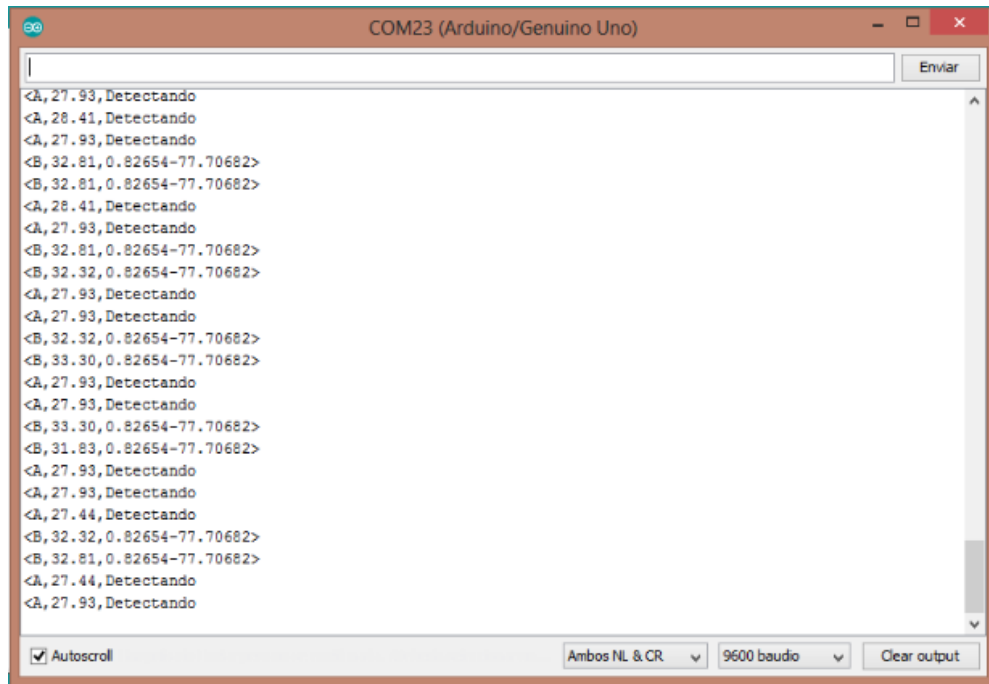 COM23 (Arduino/Genuino Uno)
Enviar
<A,27.93,Detectando
<A,28.41,Detectando
<A,27.93,Detectando
<B,32.81,0.82654-77.70682>
<B,32.81,0.82654-77.70682>
<A,28.41,Detectando
<A,27.93,Detectando
<B,32.81,0.82654-77.70682>
<B,32.32,0.82654-77.70682>
<A,27.93,Detectando
<A,27.93,Detectando
<B,32.32,0.82654-77.70682>
<B,33.30,0.82654-77.70682>
<A,27.93,Detectando
<A,27.93,Detectando
<B,33.30,0.82654-77.70682>
<B,31.83,0.82654-77.70682>
<A,27.93,Detectando
<A,27.93,Detectando
<A,27.44,Detectando
<B,32.32,0.82654-77.70682>
<B,32.81,0.82654-77.70682>
<A,27.44,Detectando
<A,27.93,Detectando
Autoscroll Ambos NL & CR 9600 baudio Clear output